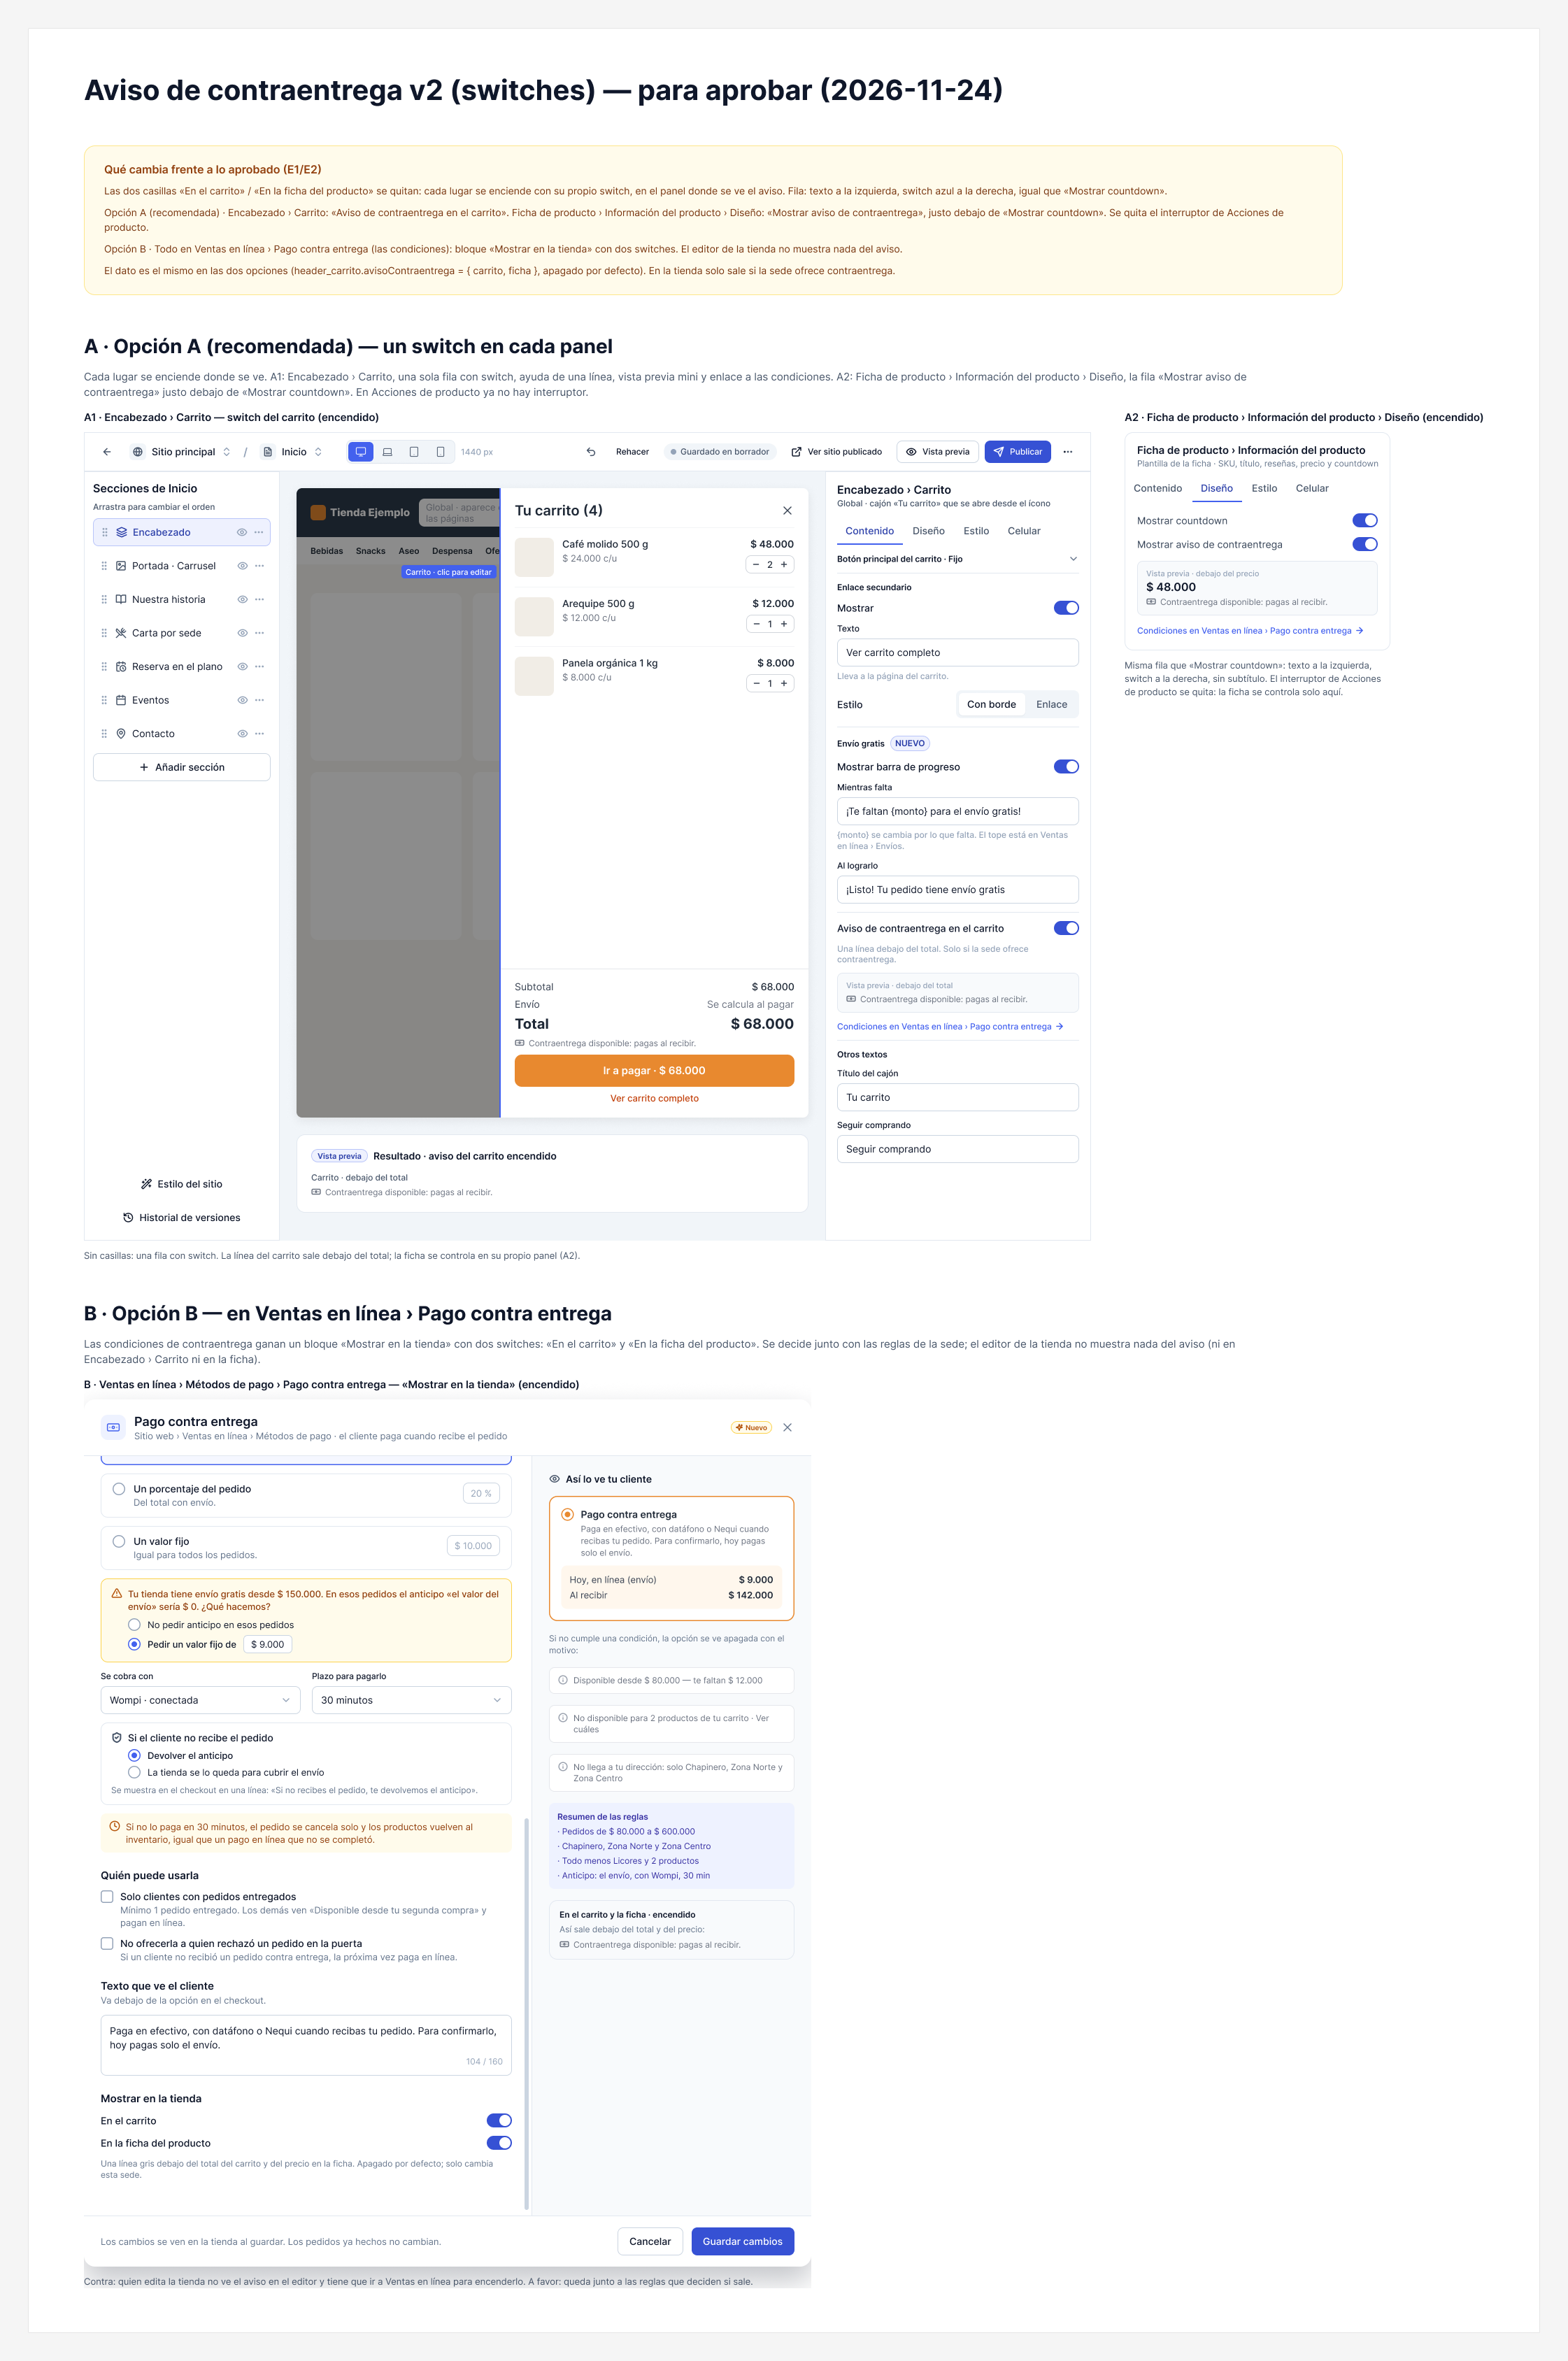 Aviso de contraentrega v2 (switches) — para aprobar (2026-11-24)
Qué cambia frente a lo aprobado (E1/E2)
Las dos casillas «En el carrito» / «En la ficha del producto» se quitan: cada lugar se enciende con su propio switch, en el panel donde se ve el aviso. Fila: texto a la izquierda, switch azul a la derecha, igual que «Mostrar countdown».
Opción A (recomendada) · Encabezado › Carrito: «Aviso de contraentrega en el carrito». Ficha de producto › Información del producto › Diseño: «Mostrar aviso de contraentrega», justo debajo de «Mostrar countdown». Se quita el interruptor de Acciones de
producto.
Opción B · Todo en Ventas en línea › Pago contra entrega (las condiciones): bloque «Mostrar en la tienda» con dos switches. El editor de la tienda no muestra nada del aviso.
El dato es el mismo en las dos opciones (header_carrito.avisoContraentrega = { carrito, ficha }, apagado por defecto). En la tienda solo sale si la sede ofrece contraentrega.
A · Opción A (recomendada) — un switch en cada panel
Cada lugar se enciende donde se ve. A1: Encabezado › Carrito, una sola fila con switch, ayuda de una línea, vista previa mini y enlace a las condiciones. A2: Ficha de producto › Información del producto › Diseño, la fila «Mostrar aviso de
contraentrega» justo debajo de «Mostrar countdown». En Acciones de producto ya no hay interruptor.
A1 · Encabezado › Carrito — switch del carrito (encendido)
Sitio principal / Inicio 1440 px Rehacer Guardado en borrador Ver sitio publicado Vista previa Publicar
Secciones de Inicio
Arrastra para cambiar el orden
Encabezado
Portada · Carrusel
Nuestra historia
Carta por sede
Reserva en el plano
Eventos
Contacto
Añadir sección
Estilo del sitio
Historial de versiones
Tienda Ejemplo
Global · aparece
las páginas
Bebidas Snacks Aseo Despensa Ofe
Carrito · clic para editar
Tu carrito (4)
Café molido 500 g $ 48.000
$ 24.000 c/u − 2 +
Arequipe 500 g $ 12.000
$ 12.000 c/u − 1 +
Panela orgánica 1 kg $ 8.000
$ 8.000 c/u − 1 +
Subtotal $ 68.000
Envío Se calcula al pagar
Total $ 68.000
Contraentrega disponible: pagas al recibir.
Ir a pagar · $ 68.000
Ver carrito completo
Vista previa Resultado · aviso del carrito encendido
Carrito · debajo del total
Contraentrega disponible: pagas al recibir.
Encabezado › Carrito
Global · cajón «Tu carrito» que se abre desde el ícono
Contenido Diseño Estilo Celular
Botón principal del carrito · Fijo
Enlace secundario
Mostrar
Texto
Ver carrito completo
Lleva a la página del carrito.
Estilo Con borde Enlace
Envío gratis NUEVO
Mostrar barra de progreso
Mientras falta
¡Te faltan {monto} para el envío gratis!
{monto} se cambia por lo que falta. El tope está en Ventas
en línea › Envíos.
Al lograrlo
¡Listo! Tu pedido tiene envío gratis
Aviso de contraentrega en el carrito
Una línea debajo del total. Solo si la sede ofrece
contraentrega.
Vista previa · debajo del total
Contraentrega disponible: pagas al recibir.
Condiciones en Ventas en línea › Pago contra entrega →
Otros textos
Título del cajón
Tu carrito
Seguir comprando
Seguir comprando
Sin casillas: una fila con switch. La línea del carrito sale debajo del total; la ficha se controla en su propio panel (A2).
A2 · Ficha de producto › Información del producto › Diseño (encendido)
Ficha de producto › Información del producto
Plantilla de la ficha · SKU, título, reseñas, precio y countdown
Contenido Diseño Estilo Celular
Mostrar countdown
Mostrar aviso de contraentrega
Vista previa · debajo del precio
$ 48.000
Contraentrega disponible: pagas al recibir.
Condiciones en Ventas en línea › Pago contra entrega →
Misma fila que «Mostrar countdown»: texto a la izquierda,
switch a la derecha, sin subtítulo. El interruptor de Acciones
de producto se quita: la ficha se controla solo aquí.
B · Opción B — en Ventas en línea › Pago contra entrega
Las condiciones de contraentrega ganan un bloque «Mostrar en la tienda» con dos switches: «En el carrito» y «En la ficha del producto». Se decide junto con las reglas de la sede; el editor de la tienda no muestra nada del aviso (ni en
Encabezado › Carrito ni en la ficha).
B · Ventas en línea › Métodos de pago › Pago contra entrega — «Mostrar en la tienda» (encendido)
Pago contra entrega
Sitio web › Ventas en línea › Métodos de pago · el cliente paga cuando recibe el pedido
Nuevo
Un porcentaje del pedido 20 %
Del total con envío.
Un valor fijo $ 10.000
Igual para todos los pedidos.
Tu tienda tiene envío gratis desde $ 150.000. En esos pedidos el anticipo «el valor del
envío» sería $ 0. ¿Qué hacemos?
No pedir anticipo en esos pedidos
Pedir un valor fijo de $ 9.000
Se cobra con Plazo para pagarlo
Wompi · conectada 30 minutos
Si el cliente no recibe el pedido
Devolver el anticipo
La tienda se lo queda para cubrir el envío
Se muestra en el checkout en una línea: «Si no recibes el pedido, te devolvemos el anticipo».
Si no lo paga en 30 minutos, el pedido se cancela solo y los productos vuelven al
inventario, igual que un pago en línea que no se completó.
Quién puede usarla
Solo clientes con pedidos entregados
Mínimo 1 pedido entregado. Los demás ven «Disponible desde tu segunda compra» y
pagan en línea.
No ofrecerla a quien rechazó un pedido en la puerta
Si un cliente no recibió un pedido contra entrega, la próxima vez paga en línea.
Texto que ve el cliente
Va debajo de la opción en el checkout.
Paga en efectivo, con datáfono o Nequi cuando recibas tu pedido. Para confirmarlo,
hoy pagas solo el envío.
104 / 160
Mostrar en la tienda
En el carrito
En la ficha del producto
Una línea gris debajo del total del carrito y del precio en la ficha. Apagado por defecto; solo cambia
esta sede.
Así lo ve tu cliente
Pago contra entrega
Paga en efectivo, con datáfono o Nequi cuando
recibas tu pedido. Para confirmarlo, hoy pagas
solo el envío.
Hoy, en línea (envío) $ 9.000
Al recibir $ 142.000
Si no cumple una condición, la opción se ve apagada con el
motivo:
Disponible desde $ 80.000 — te faltan $ 12.000
No disponible para 2 productos de tu carrito · Ver
cuáles
No llega a tu dirección: solo Chapinero, Zona Norte y
Zona Centro
Resumen de las reglas
· Pedidos de $ 80.000 a $ 600.000
· Chapinero, Zona Norte y Zona Centro
· Todo menos Licores y 2 productos
· Anticipo: el envío, con Wompi, 30 min
En el carrito y la ficha · encendido
Así sale debajo del total y del precio:
Contraentrega disponible: pagas al recibir.
Los cambios se ven en la tienda al guardar. Los pedidos ya hechos no cambian.
Cancelar Guardar cambios
Contra: quien edita la tienda no ve el aviso en el editor y tiene que ir a Ventas en línea para encenderlo. A favor: queda junto a las reglas que deciden si sale.